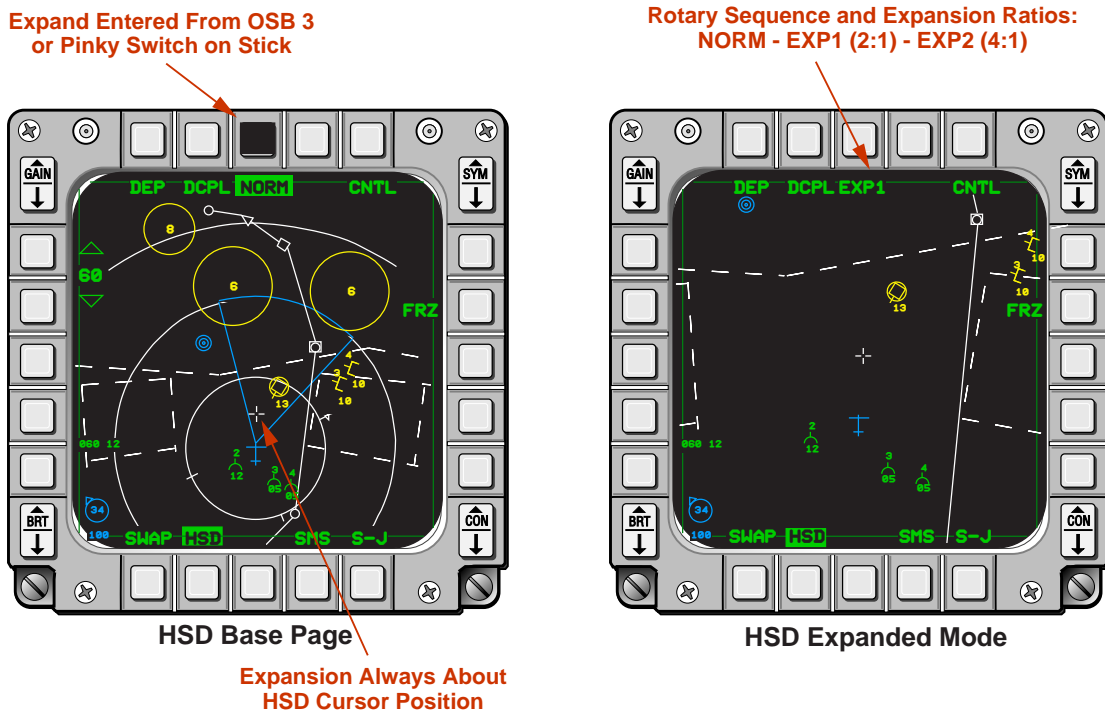 Expand Entered From OSB 3
or Pinky Switch on Stick
Rotary Sequence and Expansion Ratios:
NORM - EXP1 (2:1) - EXP2 (4:1)
GAIN
SYM
DEP DCPL NORM CNTL
8
60
6
6
FRZ
4
10
3
10
13
060 12
2
12
3
05
4
05
34
100
BRT
CON
SWAP HSD SMS S-J
HSD Base Page
Expansion Always About
HSD Cursor Position
GAIN
SYM
DEP DCPL EXP1 CNTL
4
10
3
10
13
FRZ
060 12
2
12
3
05
4
05
34
100
BRT
CON
SWAP HSD SMS S-J
HSD Expanded Mode